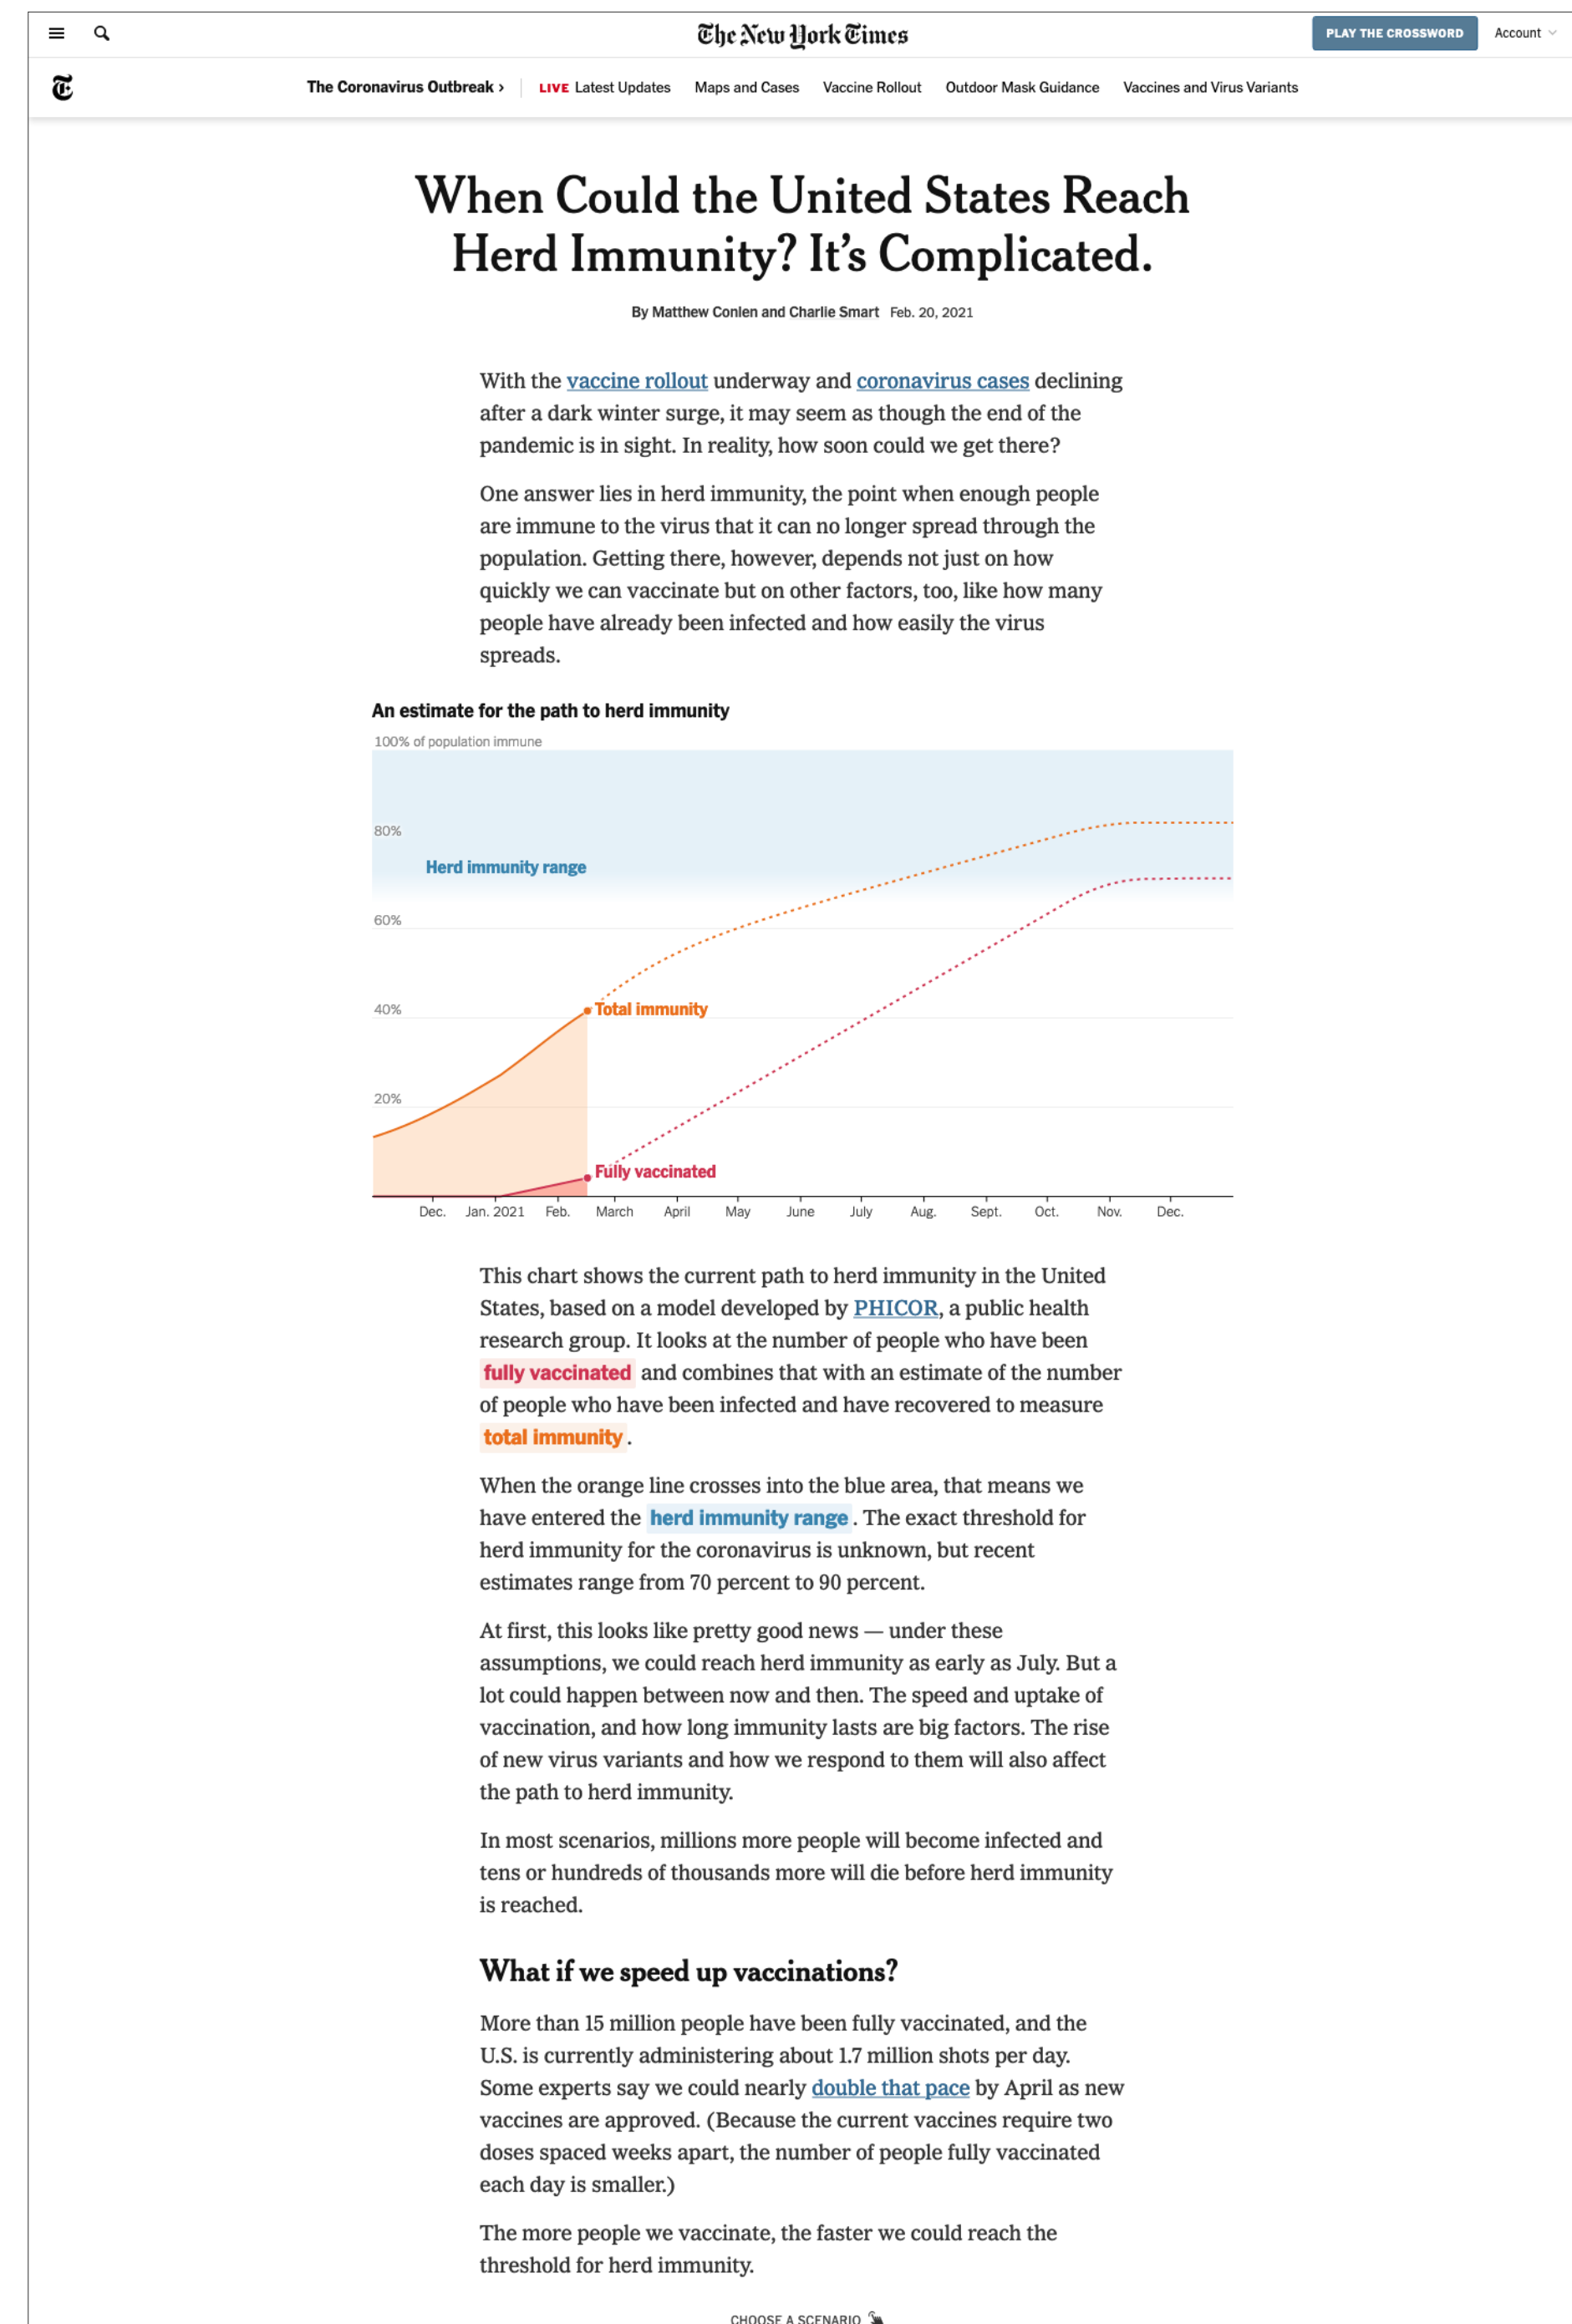 The New York Times
PLAY THE CROSSWORD
Account
The Coronavirus Outbreak ›
LIVE Latest Updates
Maps and Cases
Vaccine Rollout
Outdoor Mask Guidance
Vaccines and Virus Variants
When Could the United States Reach
Herd Immunity? It’s Complicated.
By Matthew Conlen and Charlie Smart Feb. 20, 2021
With the vaccine rollout underway and coronavirus cases declining
after a dark winter surge, it may seem as though the end of the
pandemic is in sight. In reality, how soon could we get there?
One answer lies in herd immunity, the point when enough people
are immune to the virus that it can no longer spread through the
population. Getting there, however, depends not just on how
quickly we can vaccinate but on other factors, too, like how many
people have already been infected and how easily the virus
spreads.
An estimate for the path to herd immunity
100% of population immune
80%
Herd immunity range
60%
40%
Total immunity
20%
Fully vaccinated
Dec. Jan. 2021 Feb. March April May June July Aug. Sept. Oct. Nov. Dec.
This chart shows the current path to herd immunity in the United
States, based on a model developed by PHICOR, a public health
research group. It looks at the number of people who have been
fully vaccinated and combines that with an estimate of the number
of people who have been infected and have recovered to measure
total immunity.
When the orange line crosses into the blue area, that means we
have entered the herd immunity range. The exact threshold for
herd immunity for the coronavirus is unknown, but recent
estimates range from 70 percent to 90 percent.
At first, this looks like pretty good news — under these
assumptions, we could reach herd immunity as early as July. But a
lot could happen between now and then. The speed and uptake of
vaccination, and how long immunity lasts are big factors. The rise
of new virus variants and how we respond to them will also affect
the path to herd immunity.
In most scenarios, millions more people will become infected and
tens or hundreds of thousands more will die before herd immunity
is reached.
What if we speed up vaccinations?
More than 15 million people have been fully vaccinated, and the
U.S. is currently administering about 1.7 million shots per day.
Some experts say we could nearly double that pace by April as new
vaccines are approved. (Because the current vaccines require two
doses spaced weeks apart, the number of people fully vaccinated
each day is smaller.)
The more people we vaccinate, the faster we could reach the
threshold for herd immunity.
CHOOSE A SCENARIO